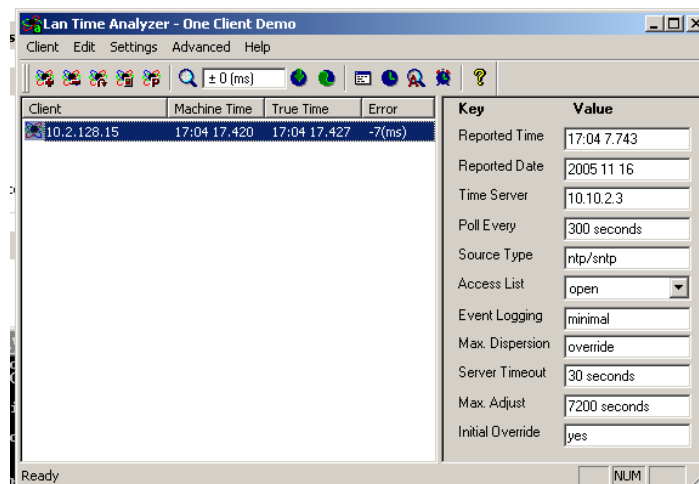 Lan Time Analyzer - One Client Demo
Client Edit Settings Advanced Help
± 0 (ms)
Client Machine Time True Time Error
10.2.128.15 17:04 17.420 17:04 17.427 -7(ms)
Key Value
Reported Time 17:04 7.743
Reported Date 2005 11 16
Time Server 10.10.2.3
Poll Every 300 seconds
Source Type ntp/sntp
Access List open
Event Logging minimal
Max. Dispersion override
Server Timeout 30 seconds
Max. Adjust 7200 seconds
Initial Override yes
Ready NUM